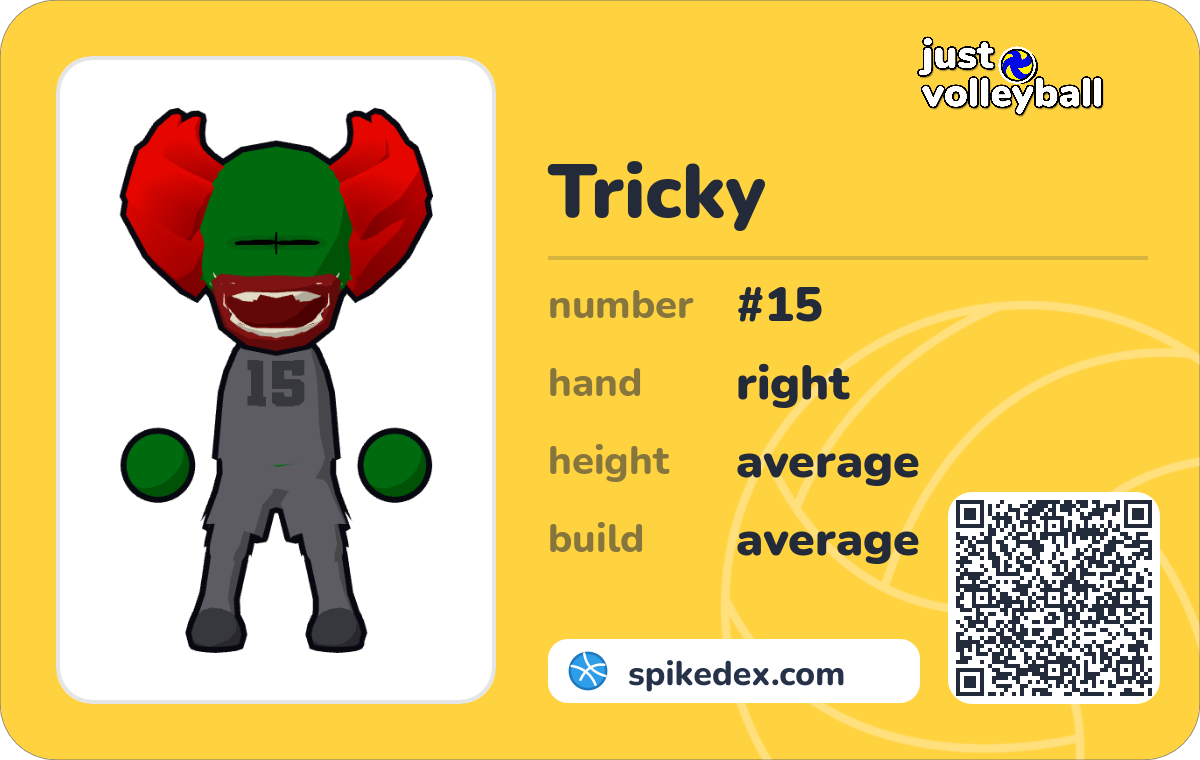 just
volleyball
Tricky
number #15
hand right
height average
build average
15
spikedex.com